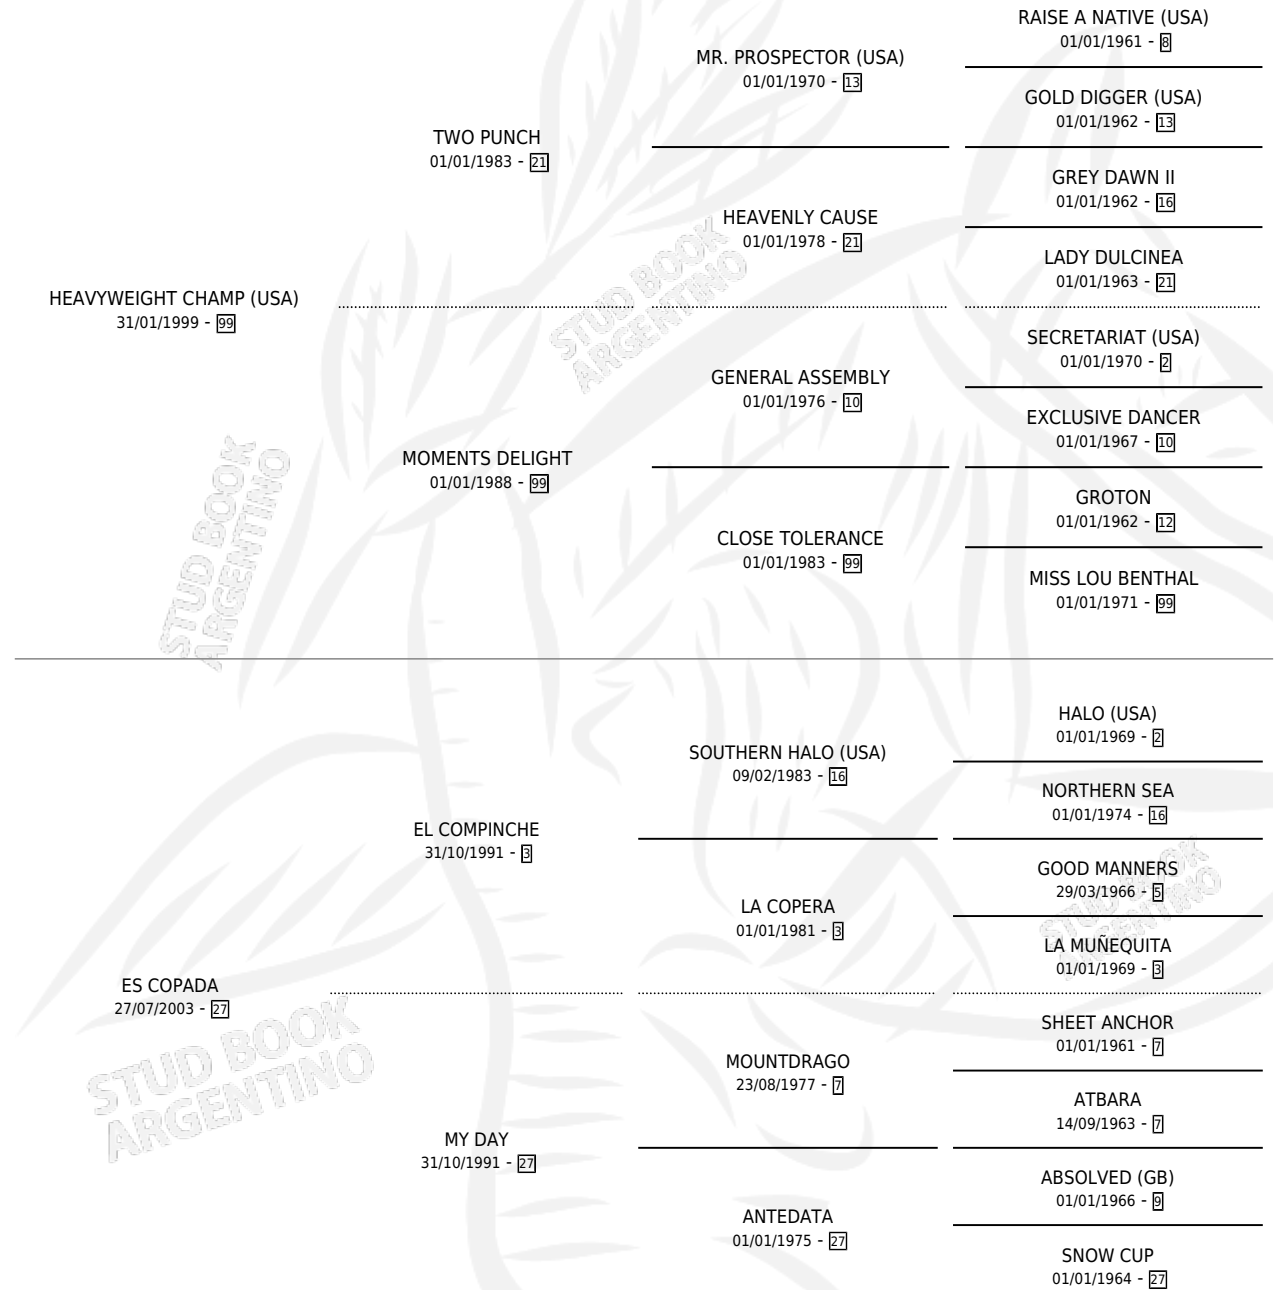 RAISE A NATIVE (USA)
01/01/1961 - 8
MR. PROSPECTOR (USA)
01/01/1970 - 13
GOLD DIGGER (USA)
01/01/1962 - 13
TWO PUNCH
01/01/1983 - 21
GREY DAWN II
01/01/1962 - 16
HEAVENLY CAUSE
01/01/1978 - 21
LADY DULCINEA
01/01/1963 - 21
HEAVYWEIGHT CHAMP (USA)
31/01/1999 - 99
SECRETARIAT (USA)
01/01/1970 - 2
GENERAL ASSEMBLY
01/01/1976 - 10
EXCLUSIVE DANCER
01/01/1967 - 10
MOMENTS DELIGHT
01/01/1988 - 99
GROTON
01/01/1962 - 12
CLOSE TOLERANCE
01/01/1983 - 99
MISS LOU BENTHAL
01/01/1971 - 99
HALO (USA)
01/01/1969 - 2
SOUTHERN HALO (USA)
09/02/1983 - 16
NORTHERN SEA
01/01/1974 - 16
EL COMPINCHE
31/10/1991 - 3
GOOD MANNERS
29/03/1966 - 5
LA COPERA
01/01/1981 - 3
LA MUÑEQUITA
01/01/1969 - 3
ES COPADA
27/07/2003 - 27
SHEET ANCHOR
01/01/1961 - 7
MOUNTDRAGO
23/08/1977 - 7
ATBARA
14/09/1963 - 7
MY DAY
31/10/1991 - 27
ABSOLVED (GB)
01/01/1966 - 9
ANTEDATA
01/01/1975 - 27
SNOW CUP
01/01/1964 - 27
STUD BOOK
ARGENTINO
STUD BOOK
ARGENTINO
STUD BOOK
ARGENTINO
STUD BOOK
ARGENTINO